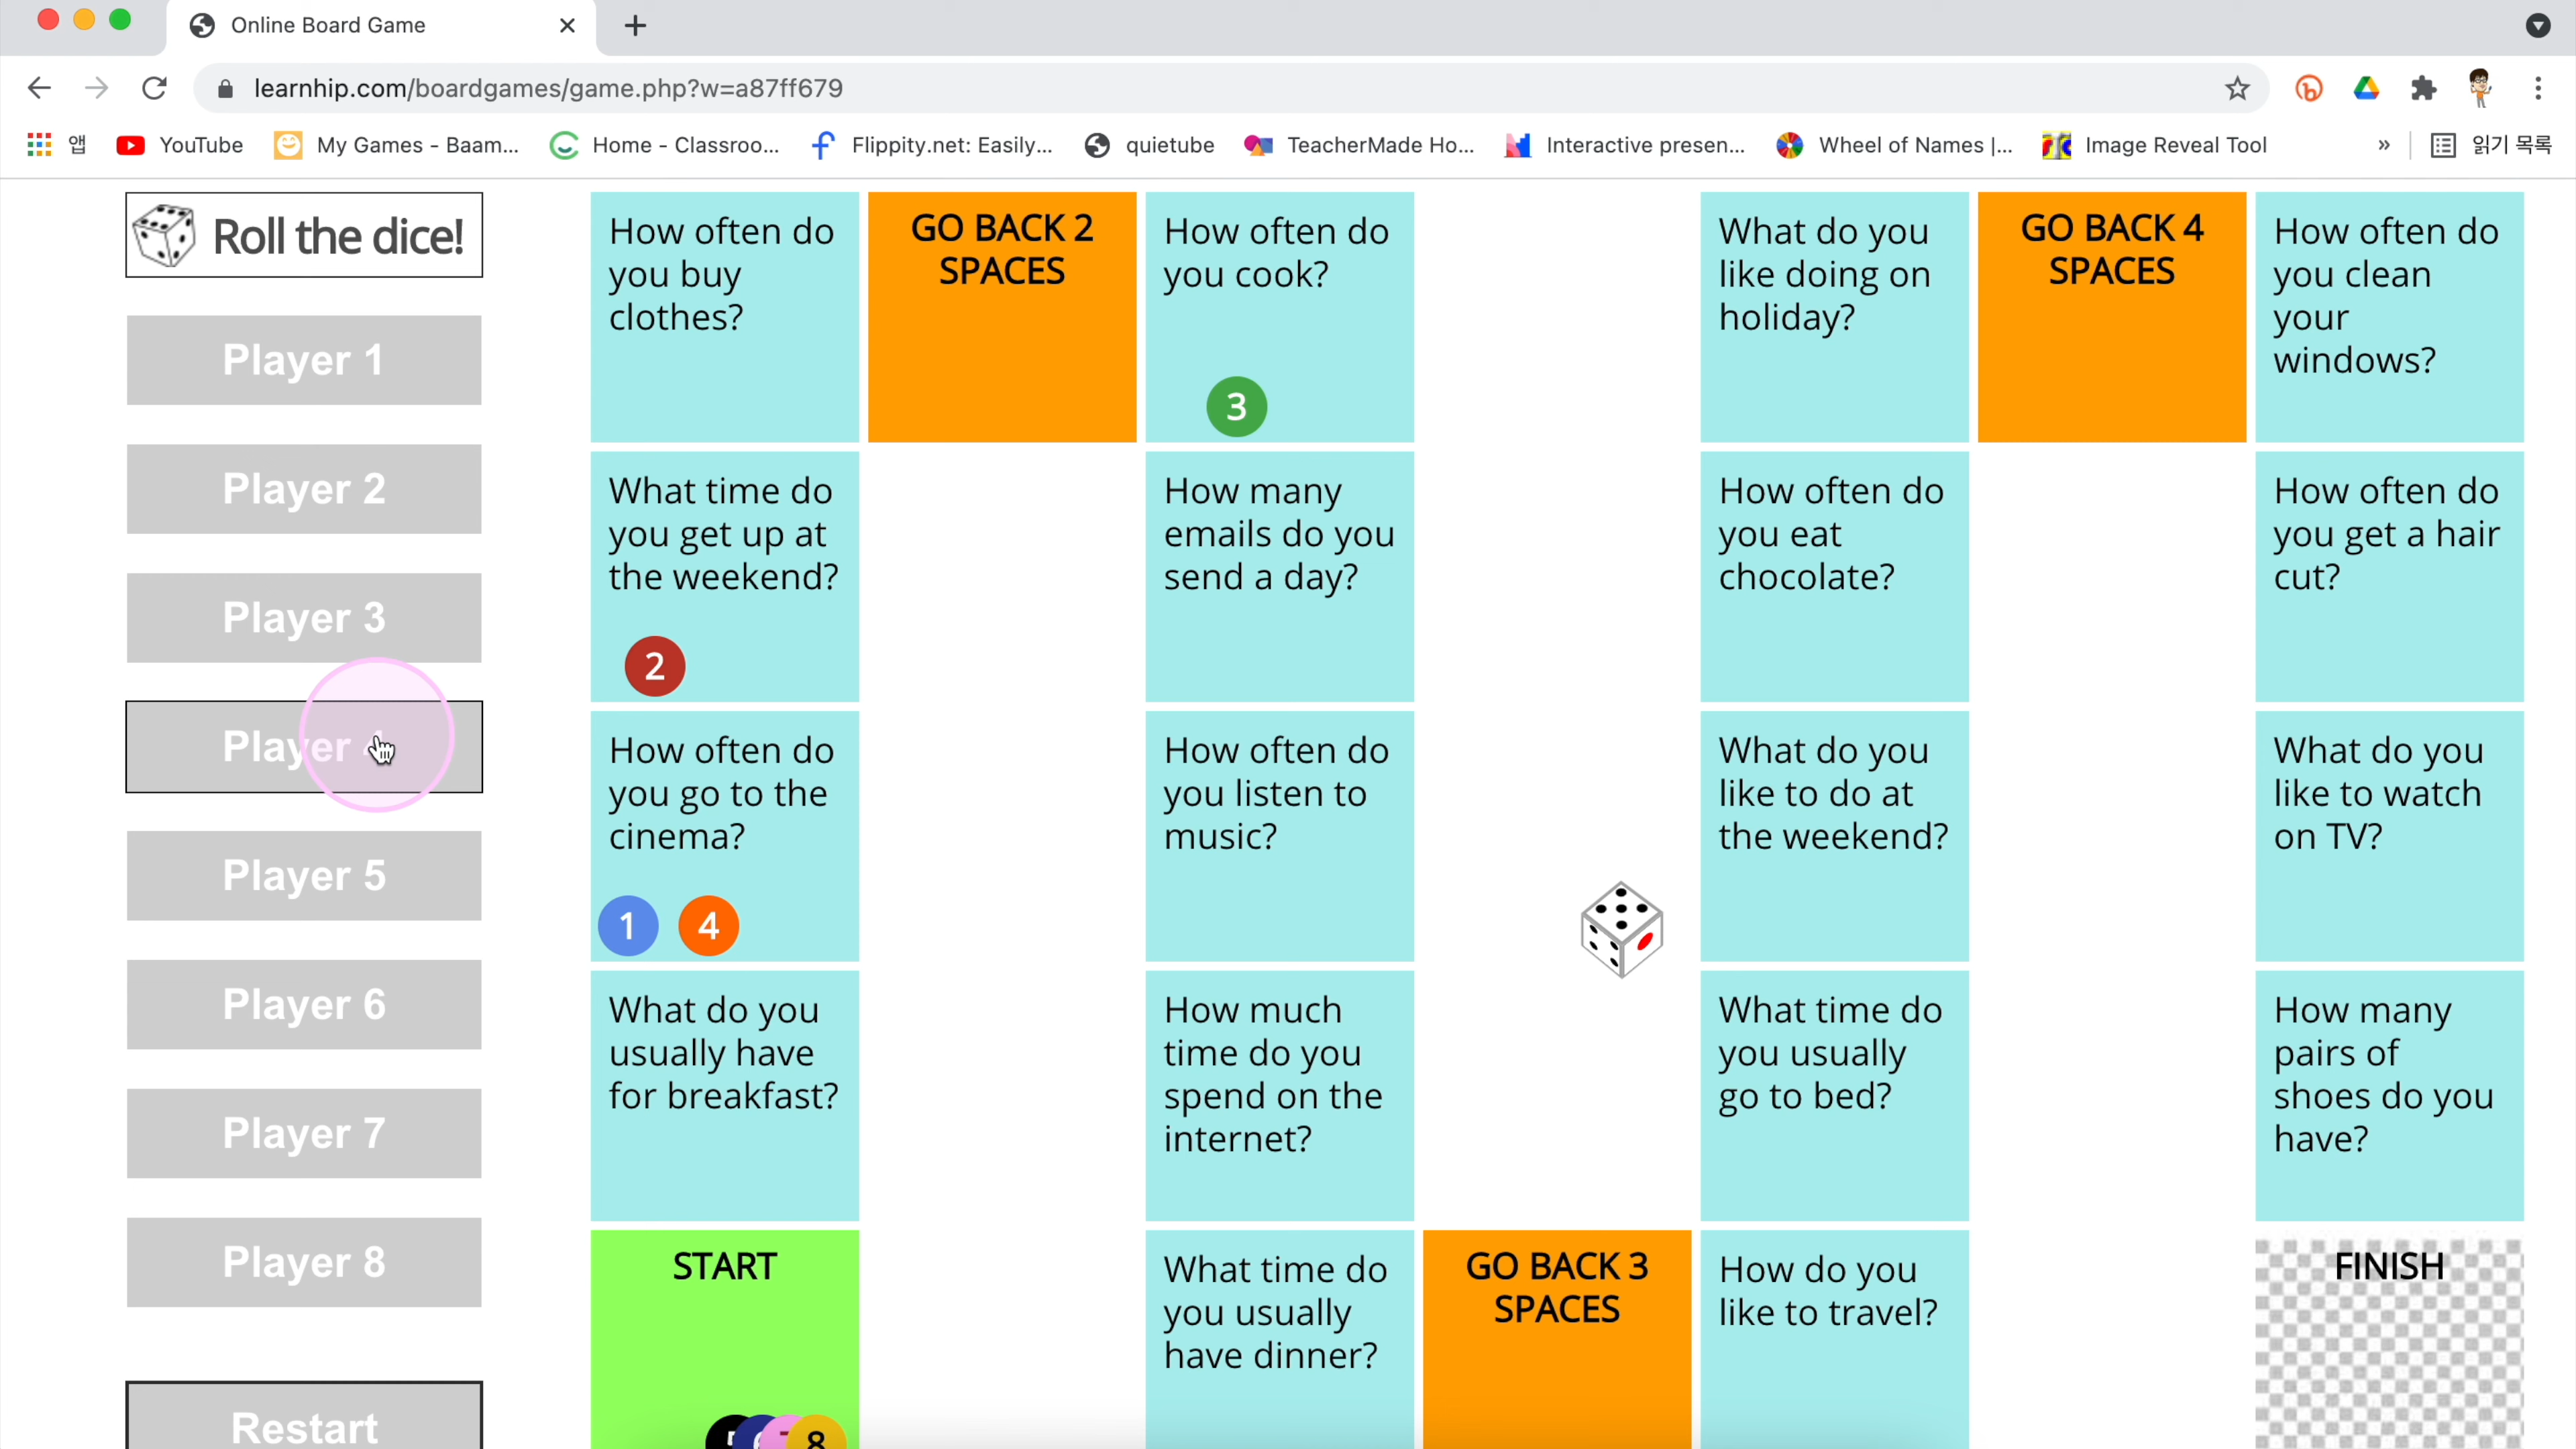 Online Board Game
learnhip.com/boardgames/game.php?w=a87ff679
앱
YouTube
My Games - Baam...
Home - Classroo...
Flippity.net: Easily...
quietube
TeacherMade Ho...
Interactive presen...
Wheel of Names |...
Image Reveal Tool
»
읽기 목록
Roll the dice!
Player 1
Player 2
Player 3
Player 4
Player 5
Player 6
Player 7
Player 8
Restart
How often do
you buy
clothes?
GO BACK 2
SPACES
How often do
you cook?
3
What do you
like doing on
holiday?
GO BACK 4
SPACES
How often do
you clean
your
windows?
What time do
you get up at
the weekend?
2
How many
emails do you
send a day?
How often do
you eat
chocolate?
How often do
you get a hair
cut?
How often do
you go to the
cinema?
1 4
How often do
you listen to
music?
What do you
like to do at
the weekend?
What do you
like to watch
on TV?
What do you
usually have
for breakfast?
How much
time do you
spend on the
internet?
What time do
you usually
go to bed?
How many
pairs of
shoes do you
have?
START
8
What time do
you usually
have dinner?
GO BACK 3
SPACES
How do you
like to travel?
FINISH